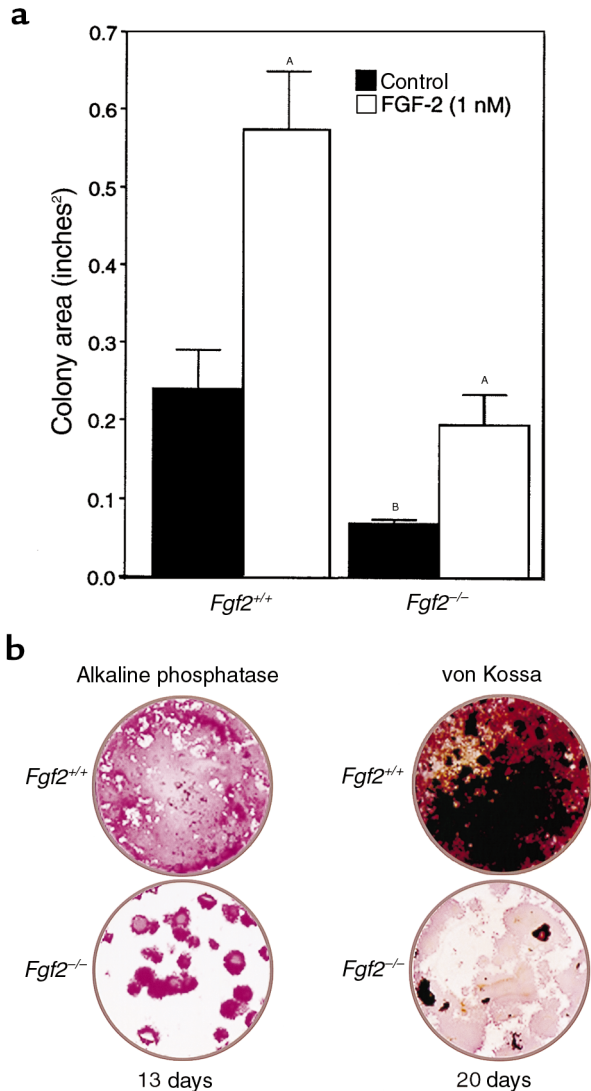 a
0.7
0.6
0.5
0.4
0.3
0.2
0.1
0.0
Colony area (inches²)
A
Control
FGF-2 (1 nM)
B
A
Fgf2+/+
Fgf2–/–
b
Alkaline phosphatase
von Kossa
Fgf2+/+
Fgf2+/+
Fgf2–/–
Fgf2–/–
13 days
20 days